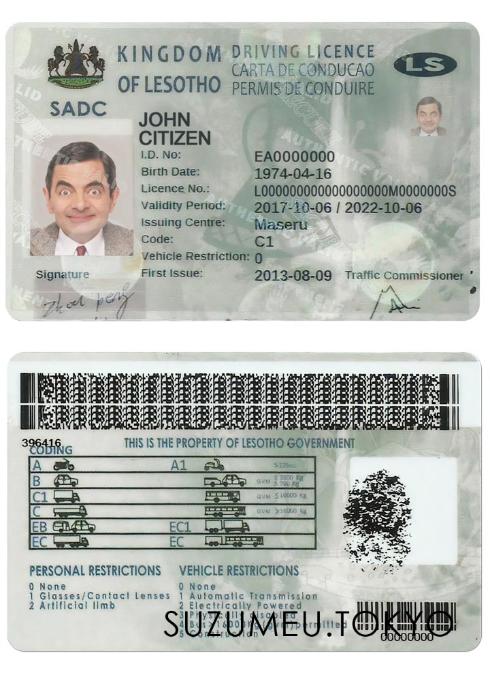 KINGDOM DRIVING LICENCE
OF LESOTHO CARTA DE CONDUCAO
PERMIS DE CONDUIRE
LS
SADC
JOHN
CITIZEN
I.D. No: EA0000000
Birth Date: 1974-04-16
Licence No.: L0000000000000000000M0000000S
Validity Period: 2017-10-06 / 2022-10-06
Issuing Centre: Maseru
Code: C1
Vehicle Restriction: 0
First Issue: 2013-08-09
Signature
Traffic Commissioner
396416
CODING
THIS IS THE PROPERTY OF LESOTHO GOVERNMENT
A A1
B
C1
C
EB EC1
EC EC
PERSONAL RESTRICTIONS VEHICLE RESTRICTIONS
0 None 0 None
1 Glasses/Contact Lenses 1 Automatic Transmission
2 Artificial limb 2 Electrically Powered
SUZUMEU.TOKYO
00000000